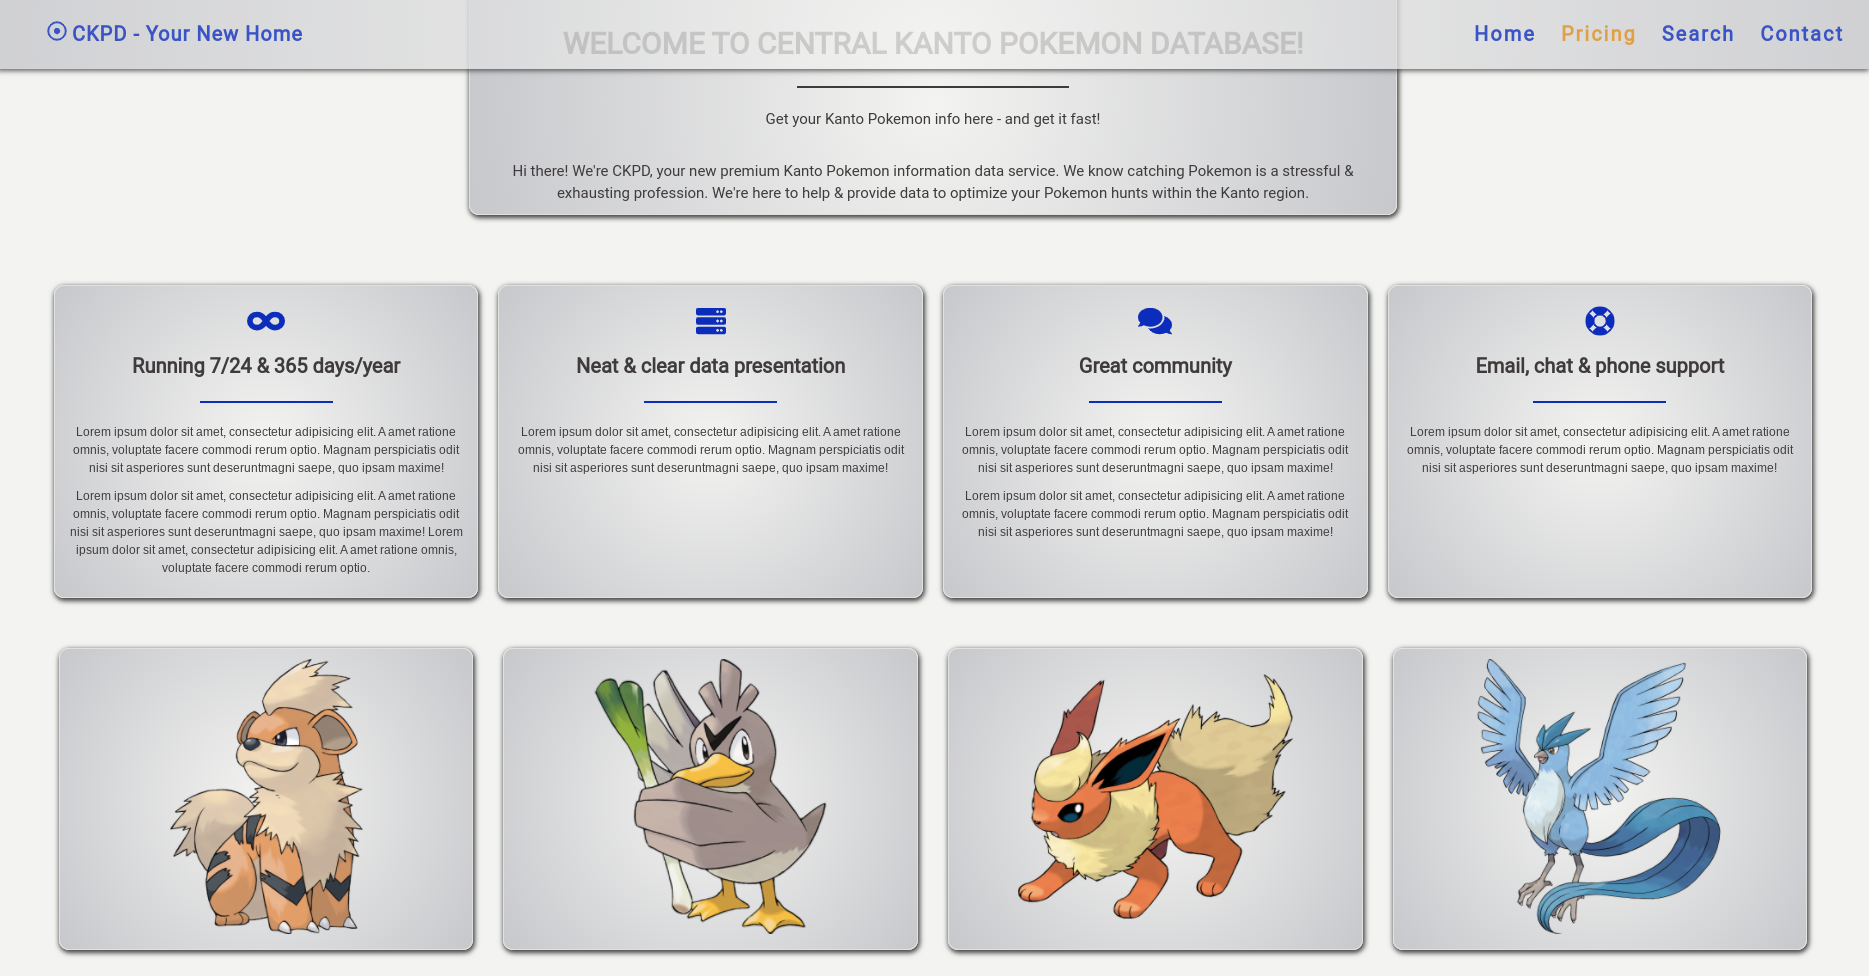 CKPD - Your New Home
Home Pricing Search Contact
WELCOME TO CENTRAL KANTO POKEMON DATABASE!
Get your Kanto Pokemon info here - and get it fast!
Hi there! We're CKPD, your new premium Kanto Pokemon information data service. We know catching Pokemon is a stressful &
exhausting profession. We're here to help & provide data to optimize your Pokemon hunts within the Kanto region.
Running 7/24 & 365 days/year
Lorem ipsum dolor sit amet, consectetur adipisicing elit. A amet ratione
omnis, voluptate facere commodi rerum optio. Magnam perspiciatis odit
nisi sit asperiores sunt deseruntmagni saepe, quo ipsam maxime!
Lorem ipsum dolor sit amet, consectetur adipisicing elit. A amet ratione
omnis, voluptate facere commodi rerum optio. Magnam perspiciatis odit
nisi sit asperiores sunt deseruntmagni saepe, quo ipsam maxime! Lorem
ipsum dolor sit amet, consectetur adipisicing elit. A amet ratione omnis,
voluptate facere commodi rerum optio.
Neat & clear data presentation
Lorem ipsum dolor sit amet, consectetur adipisicing elit. A amet ratione
omnis, voluptate facere commodi rerum optio. Magnam perspiciatis odit
nisi sit asperiores sunt deseruntmagni saepe, quo ipsam maxime!
Great community
Lorem ipsum dolor sit amet, consectetur adipisicing elit. A amet ratione
omnis, voluptate facere commodi rerum optio. Magnam perspiciatis odit
nisi sit asperiores sunt deseruntmagni saepe, quo ipsam maxime!
Lorem ipsum dolor sit amet, consectetur adipisicing elit. A amet ratione
omnis, voluptate facere commodi rerum optio. Magnam perspiciatis odit
nisi sit asperiores sunt deseruntmagni saepe, quo ipsam maxime!
Email, chat & phone support
Lorem ipsum dolor sit amet, consectetur adipisicing elit. A amet ratione
omnis, voluptate facere commodi rerum optio. Magnam perspiciatis odit
nisi sit asperiores sunt deseruntmagni saepe, quo ipsam maxime!